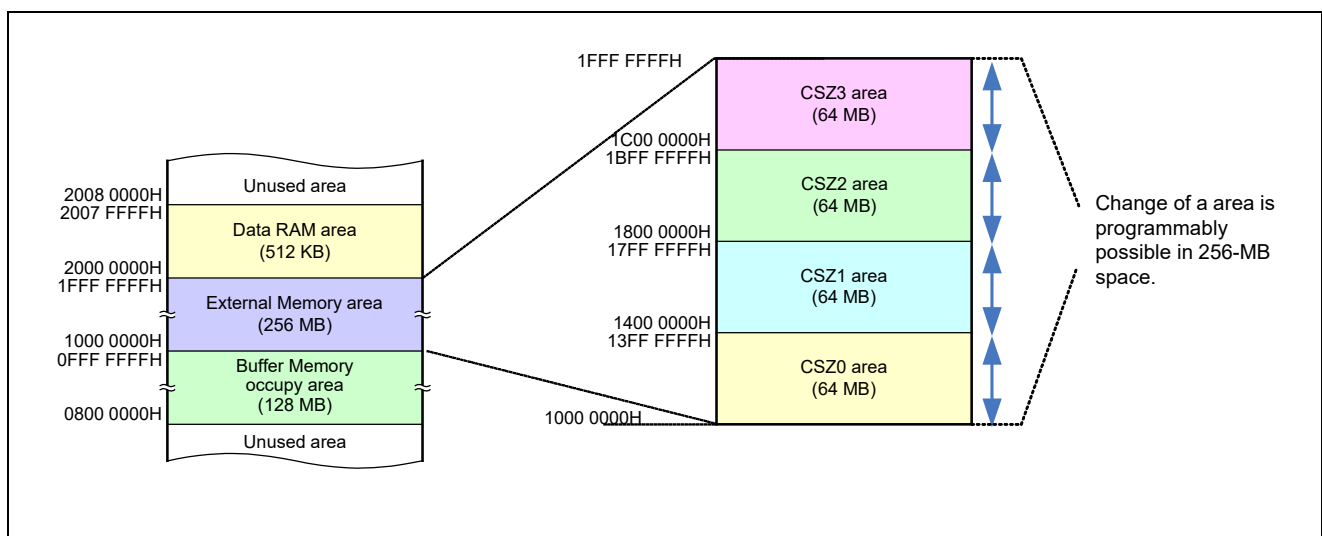 Unused area
2008 0000H
2007 FFFFH
Data RAM area
(512 KB)
2000 0000H
1FFF FFFFH
External Memory area
(256 MB)
1000 0000H
0FFF FFFFH
Buffer Memory
occupy area
(128 MB)
0800 0000H
Unused area
1FFF FFFFH
CSZ3 area
(64 MB)
1C00 0000H
1BFF FFFFH
CSZ2 area
(64 MB)
1800 0000H
17FF FFFFH
CSZ1 area
(64 MB)
1400 0000H
13FF FFFFH
CSZ0 area
(64 MB)
1000 0000H
Change of a area is
programmably
possible in 256-MB
space.